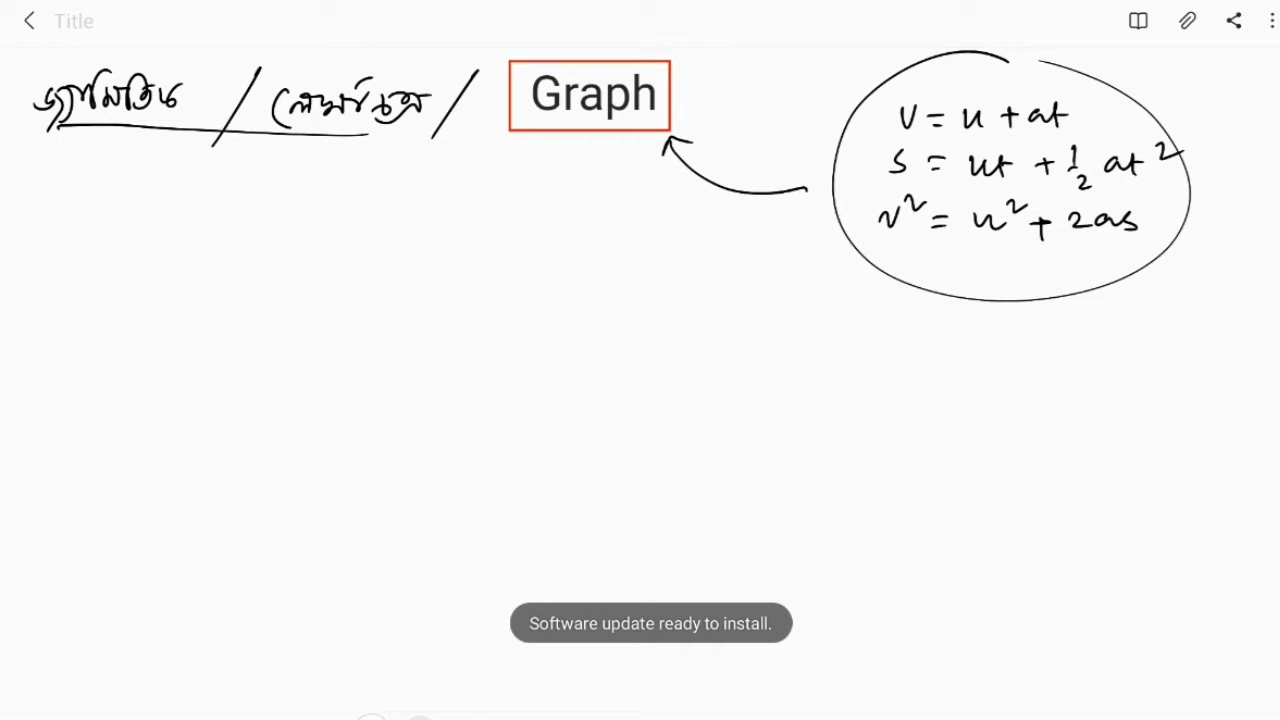 Title
জ্যামিতিক / লেখচিত্র / Graph
v = u + at
s = ut + 1/2 at²
v² = u² + 2as
Software update ready to install.